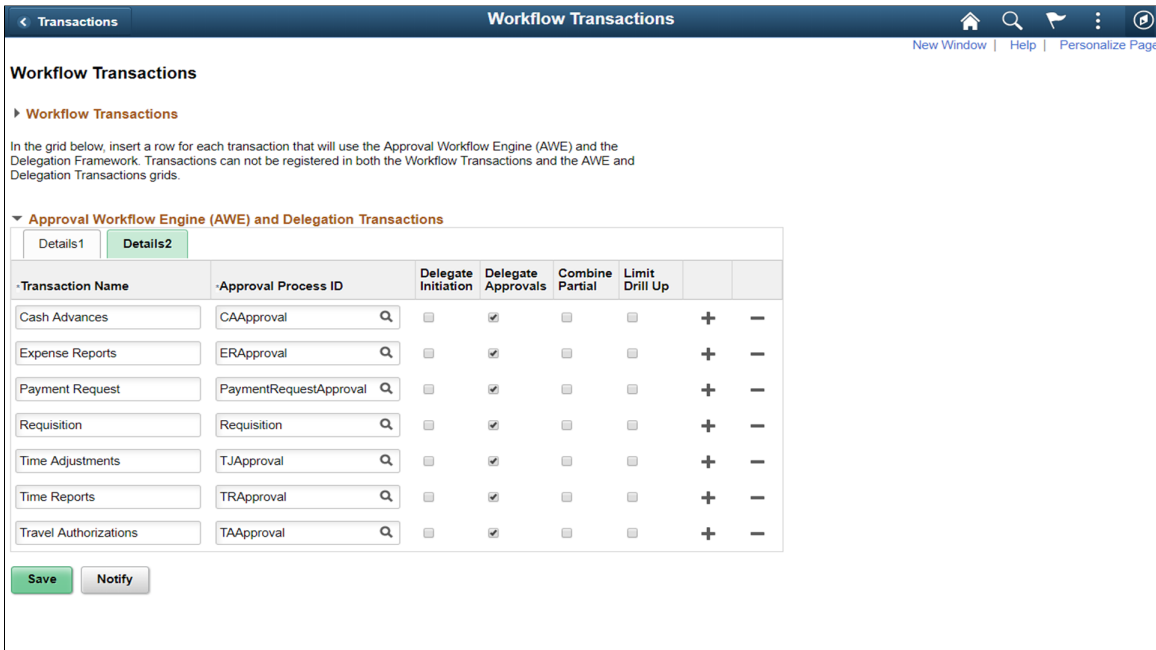 Transactions
Workflow Transactions
New Window | Help | Personalize Page
Workflow Transactions
Workflow Transactions
In the grid below, insert a row for each transaction that will use the Approval Workflow Engine (AWE) and the
Delegation Framework. Transactions can not be registered in both the Workflow Transactions and the AWE and
Delegation Transactions grids.
Approval Workflow Engine (AWE) and Delegation Transactions
Details1 Details2
*Transaction Name *Approval Process ID Delegate Initiation Delegate Approvals Combine Partial Limit Drill Up
Cash Advances CAApproval
Expense Reports ERApproval
Payment Request PaymentRequestApproval
Requisition Requisition
Time Adjustments TJApproval
Time Reports TRApproval
Travel Authorizations TAApproval
Save Notify